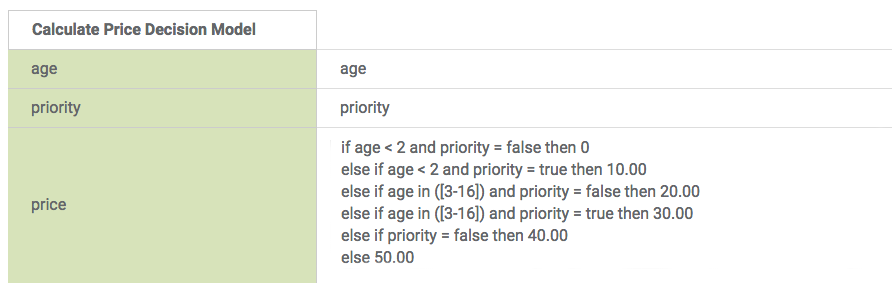 Calculate Price Decision Model
age
age
priority
priority
price
if age < 2 and priority = false then 0
else if age < 2 and priority = true then 10.00
else if age in ([3-16]) and priority = false then 20.00
else if age in ([3-16]) and priority = true then 30.00
else if priority = false then 40.00
else 50.00